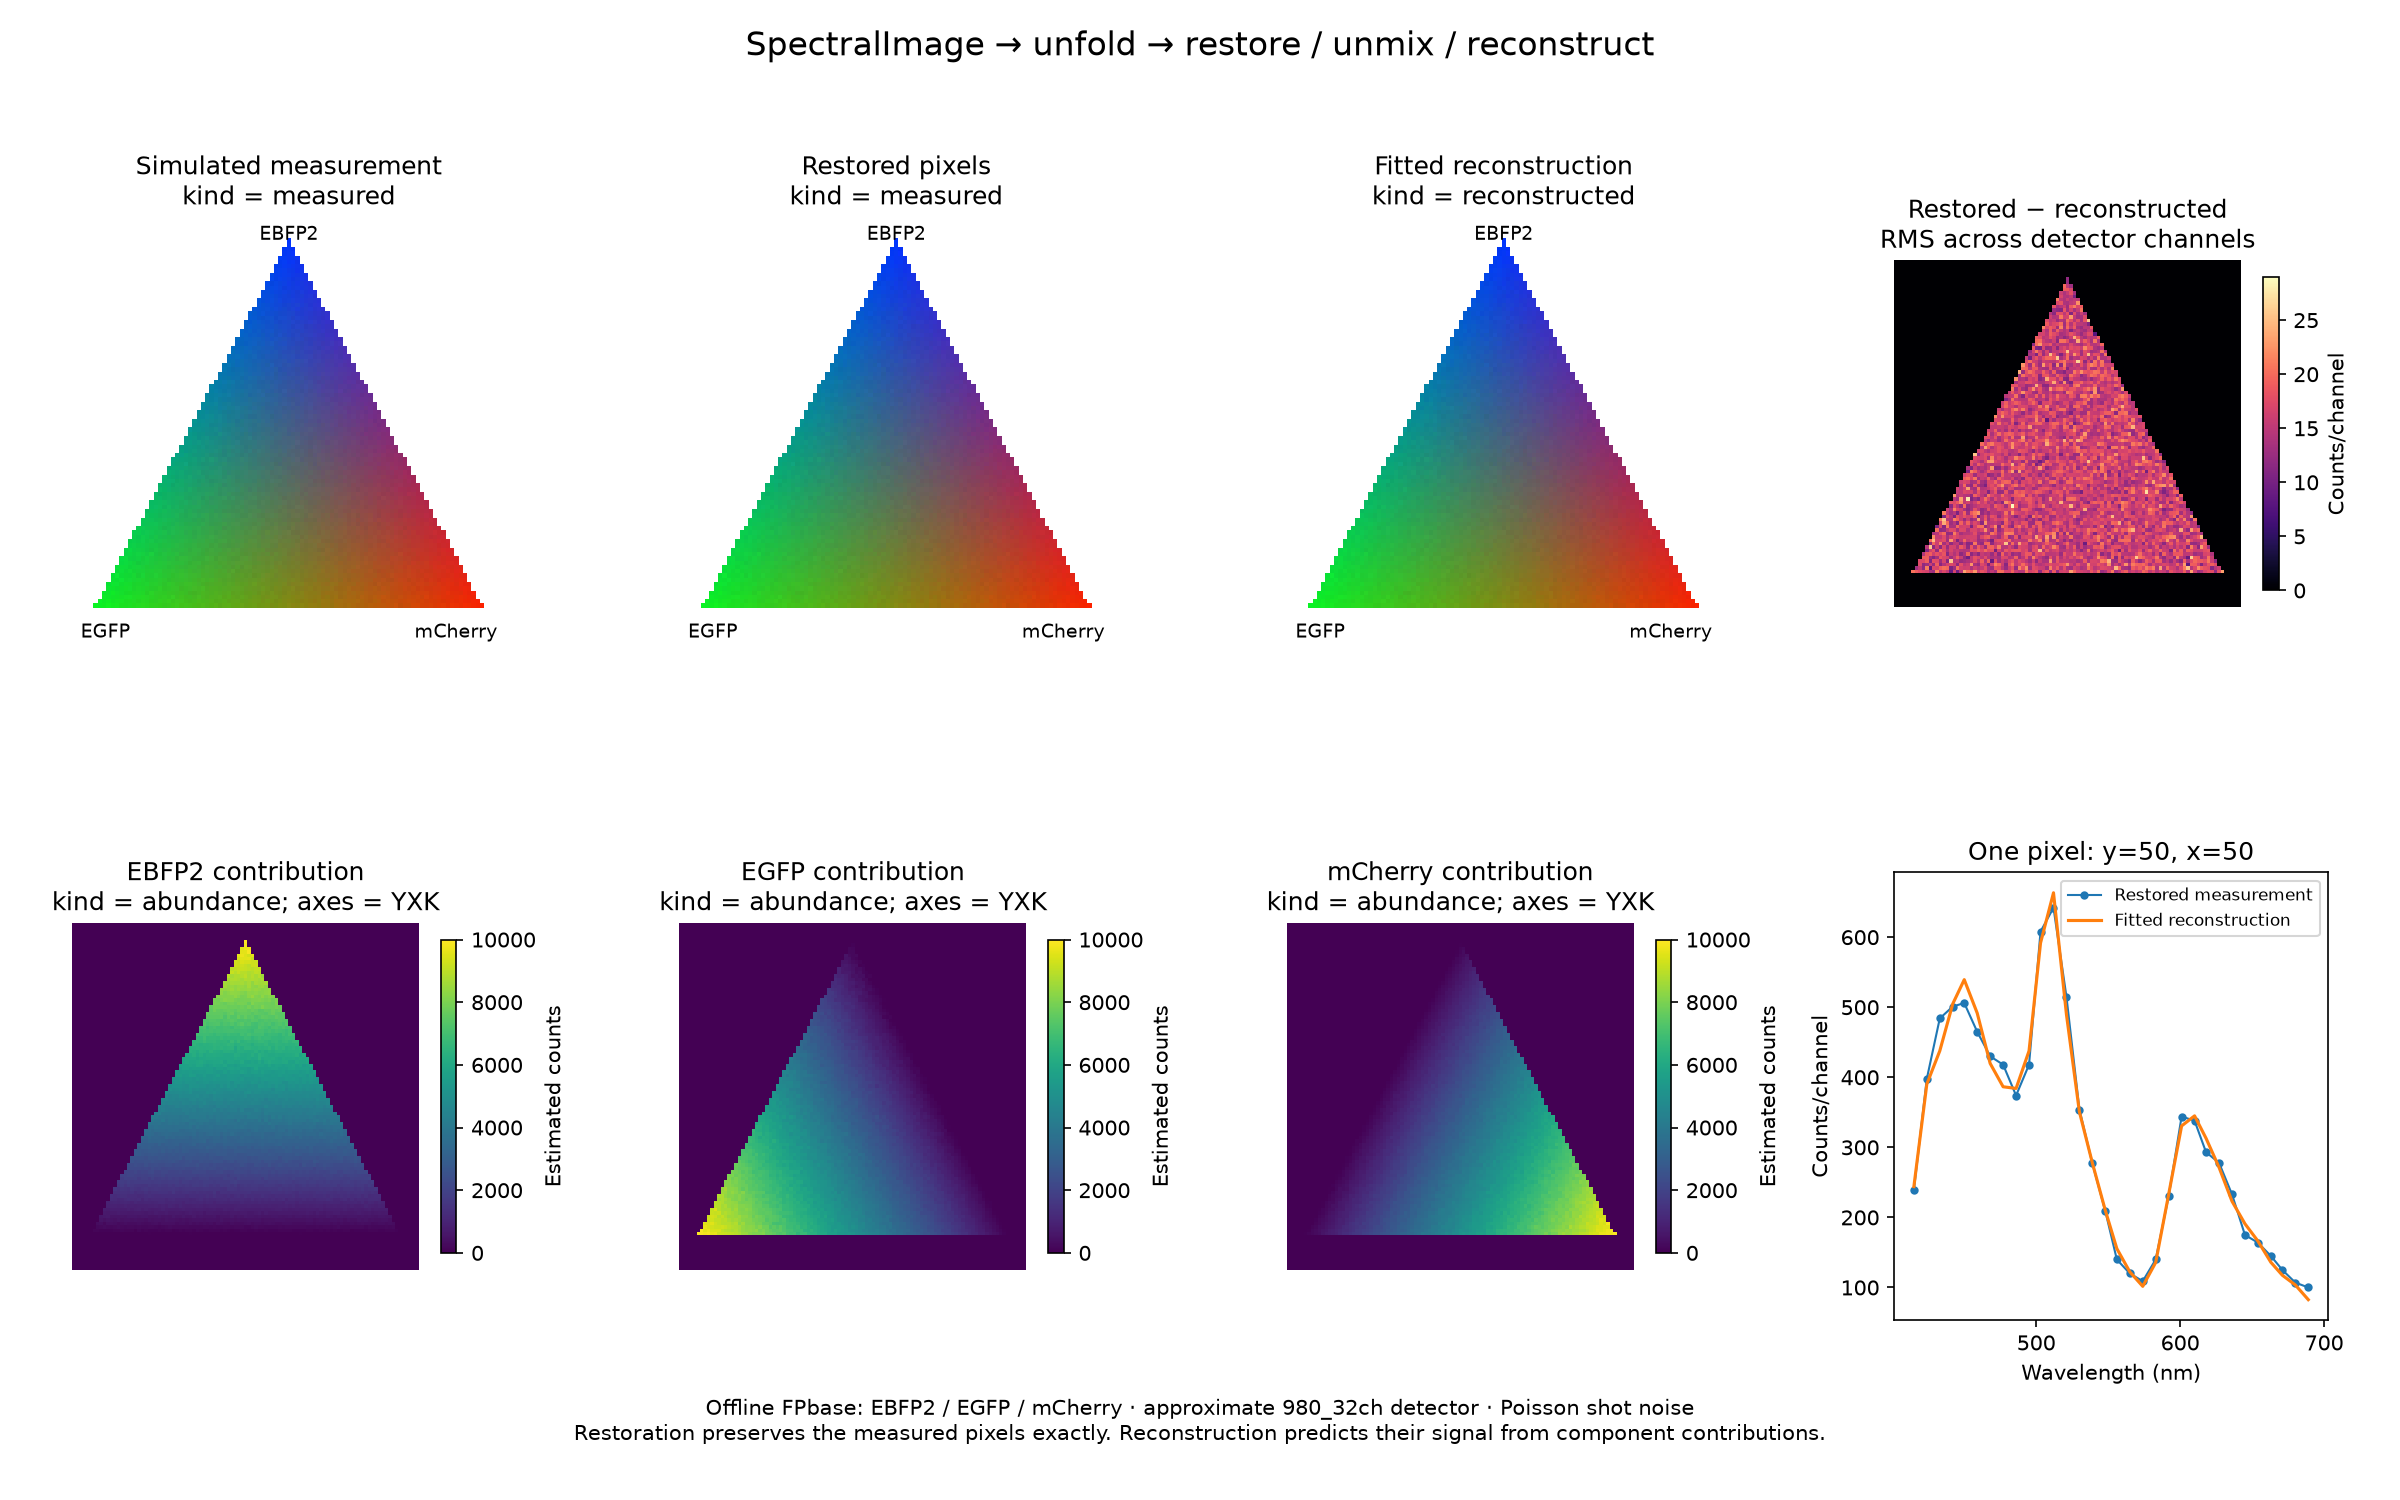 SpectralImage → unfold → restore / unmix / reconstruct
Simulated measurement
kind = measured
EBFP2
EGFP
mCherry
Restored pixels
kind = measured
EBFP2
EGFP
mCherry
Fitted reconstruction
kind = reconstructed
EBFP2
EGFP
mCherry
Restored − reconstructed
RMS across detector channels
25
20
15
10
5
0
Counts/channel
EBFP2 contribution
kind = abundance; axes = YXK
10000
8000
6000
4000
2000
0
Estimated counts
EGFP contribution
kind = abundance; axes = YXK
10000
8000
6000
4000
2000
0
Estimated counts
mCherry contribution
kind = abundance; axes = YXK
10000
8000
6000
4000
2000
0
Estimated counts
One pixel: y=50, x=50
Restored measurement
Fitted reconstruction
600
500
400
300
200
100
Counts/channel
500 600 700
Wavelength (nm)
Offline FPbase: EBFP2 / EGFP / mCherry · approximate 980_32ch detector · Poisson shot noise
Restoration preserves the measured pixels exactly. Reconstruction predicts their signal from component contributions.